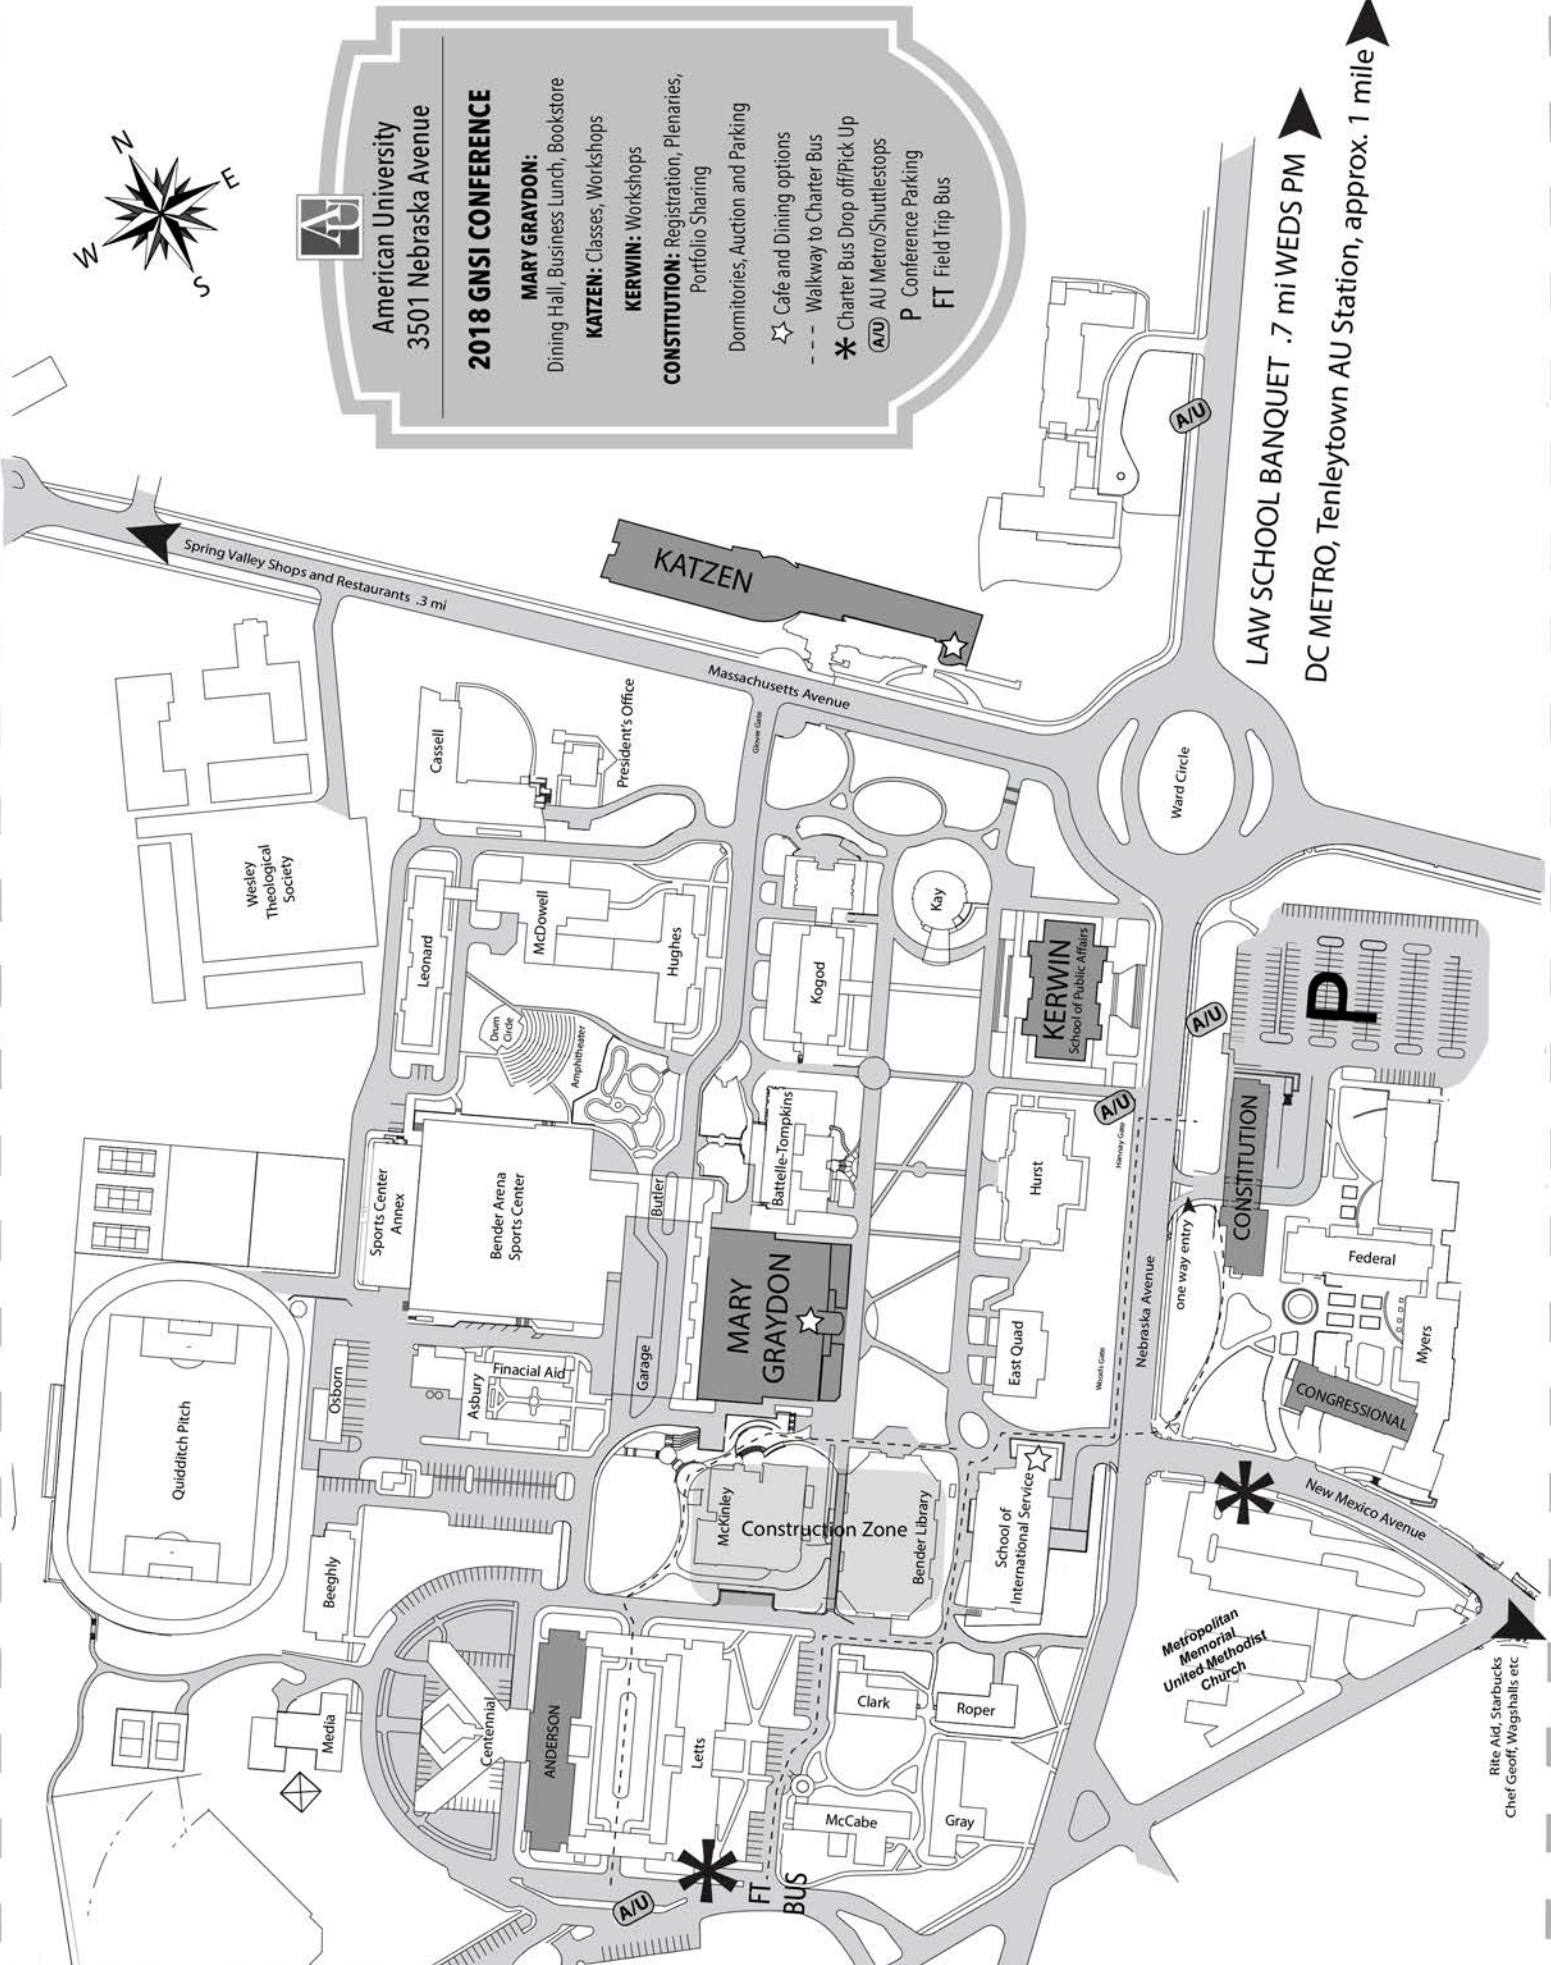 N
E
S
W
AU
American University
3501 Nebraska Avenue
2018 GNSI CONFERENCE
MARY GRAYDON:
Dining Hall, Business Lunch, Bookstore
KATZEN: Classes, Workshops
KERWIN: Workshops
CONSTITUTION: Registration, Plenaries,
Portfolio Sharing
Dormitories, Auction and Parking
Cafe and Dining options
--- Walkway to Charter Bus
* Charter Bus Drop off/Pick Up
A/U AU Metro/Shuttlestops
P Conference Parking
FT Field Trip Bus
LAW SCHOOL BANQUET .7 mi WEDS PM
DC METRO, Tenleytown AU Station, approx. 1 mile
Spring Valley Shops and Restaurants .3 mi
Massachusetts Avenue
KATZEN
A/U
Ward Circle
Glover Gate
President's Office
Cassell
Wesley
Theological
Society
Leonard
McDowell
Hughes
Kogod
Kay
KERWIN
School of Public Affairs
A/U
P
Drum
Circle
Amphitheater
Battelle-Tompkins
Hurst
A/U
Hannay Gate
CONSTITUTION
Sports Center
Annex
Bender Arena
Sports Center
Butler
MARY
GRAYDON
one way entry
Nebraska Avenue
Federal
Myers
CONGRESSIONAL
Quidditch Pitch
Osborn
Asbury
Finacial Aid
Garage
East Quad
Woods Gate
Beeghly
McKinley
Construction Zone
Bender Library
School of
International Service
New Mexico Avenue
Metropolitan
Memorial
United Methodist
Church
Media
Centennial
ANDERSON
Letts
Clark
Roper
McCabe
Gray
A/U
FT
BUS
Rite Aid, Starbucks
Chef Geoff, Wagshalls etc